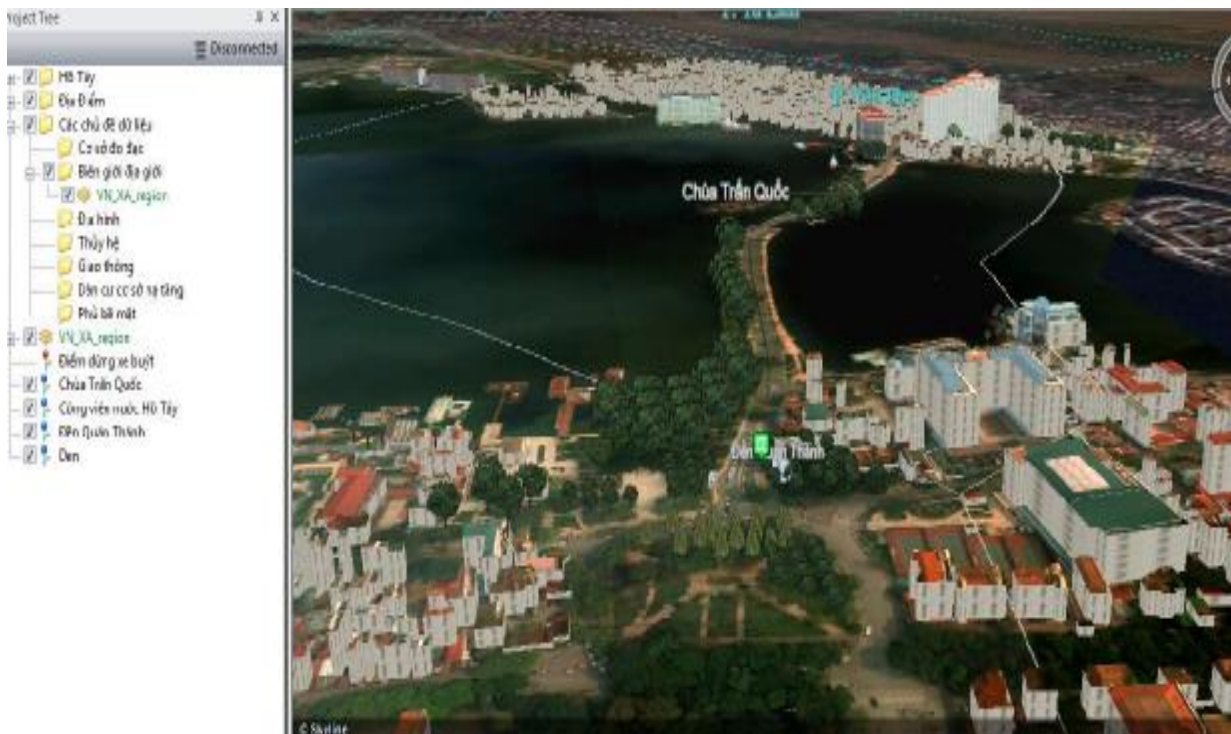 Project Tree
Disconnected
Hồ Tây
Địa Điểm
Các chủ đề dữ liệu
Cơ sở đo đạc
Biên giới địa giới
VN_XA_region
Địa hình
Thủy hệ
Giao thông
Dân cư cơ sở hạ tầng
Phủ bề mặt
VN_XA_region
Điểm dừng xe buýt
Chùa Trấn Quốc
Công viên nước Hồ Tây
Đền Quán Thánh
Den
Chùa Trấn Quốc
Thánh
© Skyline